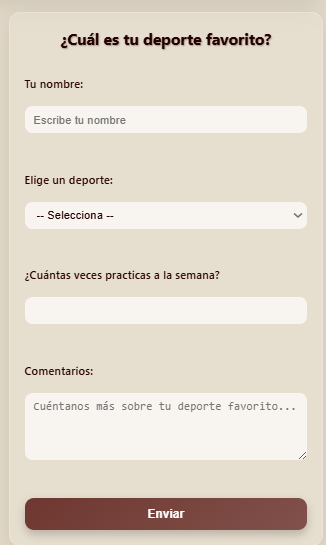 ¿Cuál es tu deporte favorito?
Tu nombre:
Escribe tu nombre
Elige un deporte:
-- Selecciona --
¿Cuántas veces practicas a la semana?
Comentarios:
Cuéntanos más sobre tu deporte favorito...
Enviar